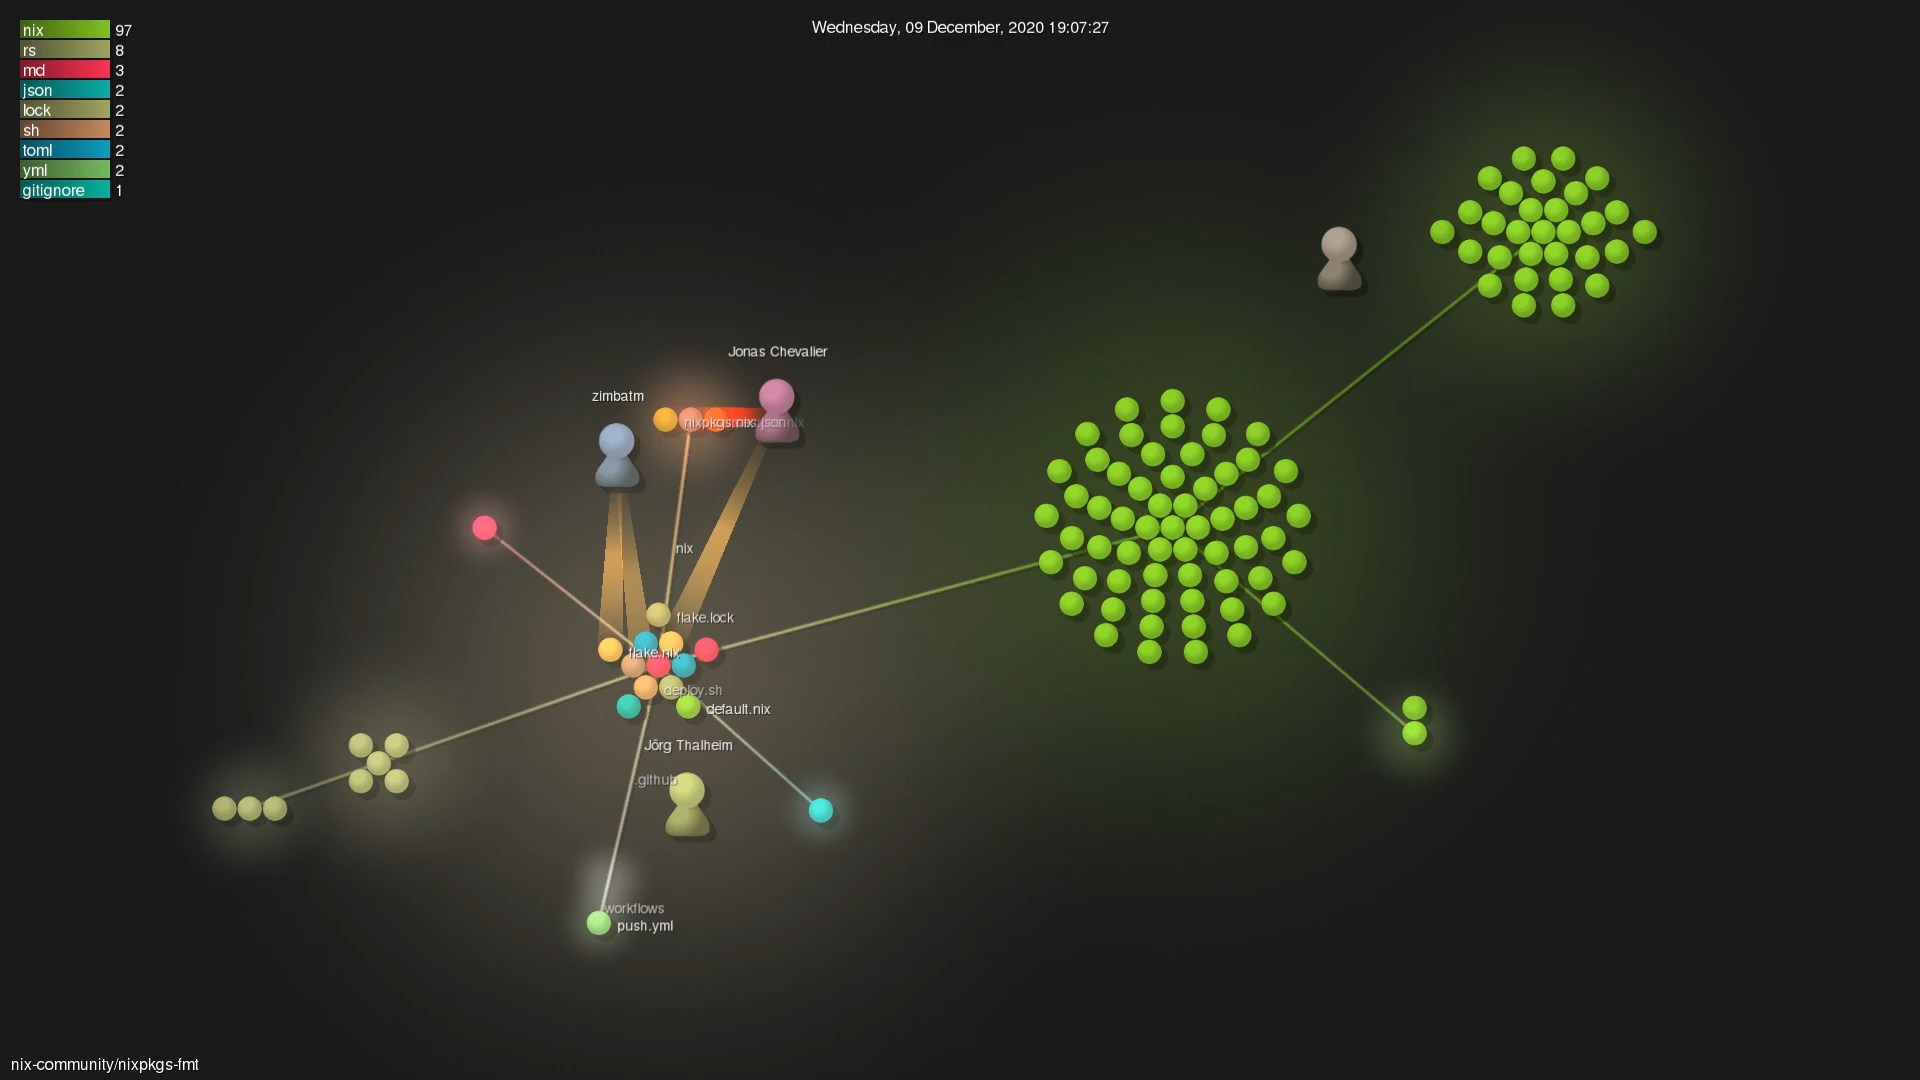 Wednesday, 09 December, 2020 19:07:27
nix 97
rs 8
md 3
json 2
lock 2
sh 2
toml 2
yml 2
gitignore 1
Jonas Chevalier
zimbatm
nixpkgs.nix
nix
flake.lock
flake.nix
deploy.sh
default.nix
Jörg Thalheim
.github
workflows
push.yml
nix-community/nixpkgs-fmt